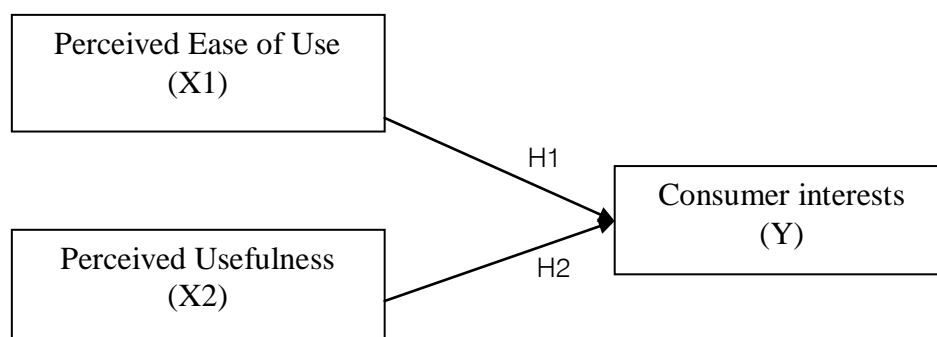 Perceived Ease of Use
(X1)
H1
Consumer interests
(Y)
Perceived Usefulness
(X2)
H2